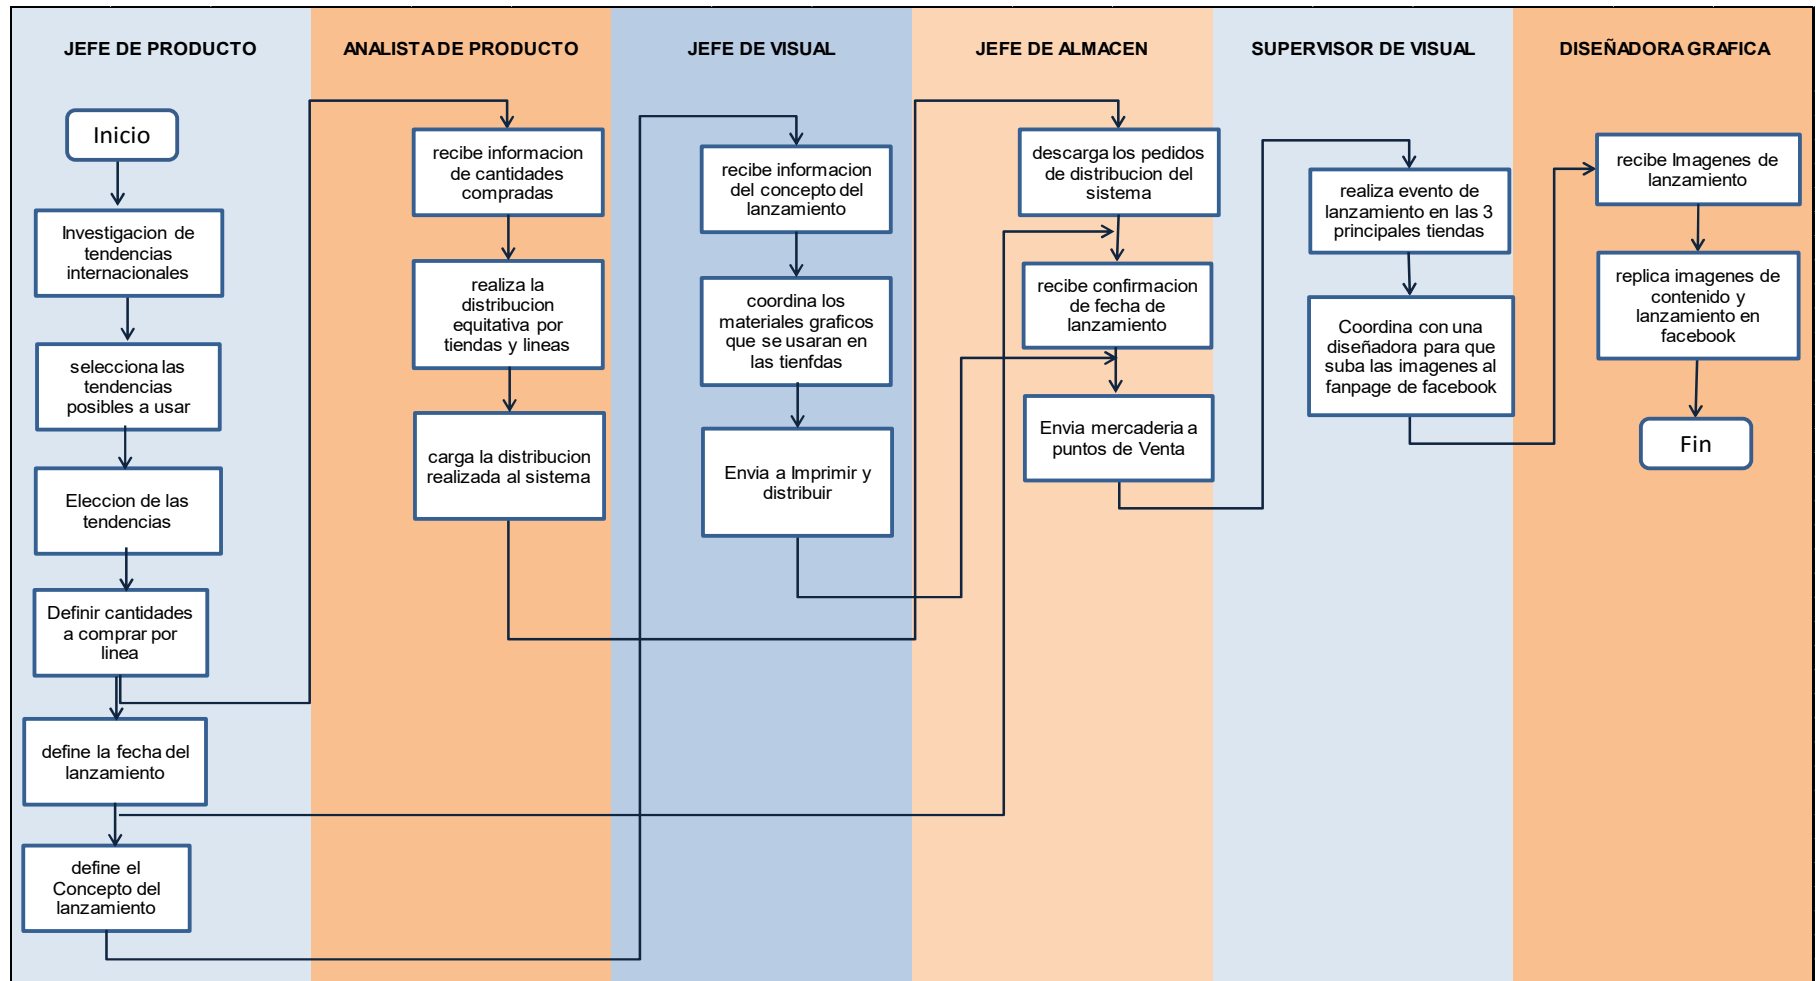 JEFE DE PRODUCTO
ANALISTA DE PRODUCTO
JEFE DE VISUAL
JEFE DE ALMACEN
SUPERVISOR DE VISUAL
DISEÑADORA GRAFICA
Inicio
Investigacion de
tendencias
internacionales
selecciona las
tendencias
posibles a usar
Eleccion de las
tendencias
Definir cantidades
a comprar por
linea
define la fecha del
lanzamiento
define el
Concepto del
lanzamiento
recibe informacion
de cantidades
compradas
realiza la
distribucion
equitativa por
tiendas y lineas
carga la distribucion
realizada al sistema
recibe informacion
del concepto del
lanzamiento
coordina los
materiales graficos
que se usaran en
las tienfdas
Envia a Imprimir y
distribuir
descarga los pedidos
de distribucion del
sistema
recibe confirmacion
de fecha de
lanzamiento
Envia mercaderia a
puntos de Venta
realiza evento de
lanzamiento en las 3
principales tiendas
Coordina con una
diseñadora para que
suba las imagenes al
fanpage de facebook
recibe Imagenes de
lanzamiento
replica imagenes de
contenido y
lanzamiento en
facebook
Fin